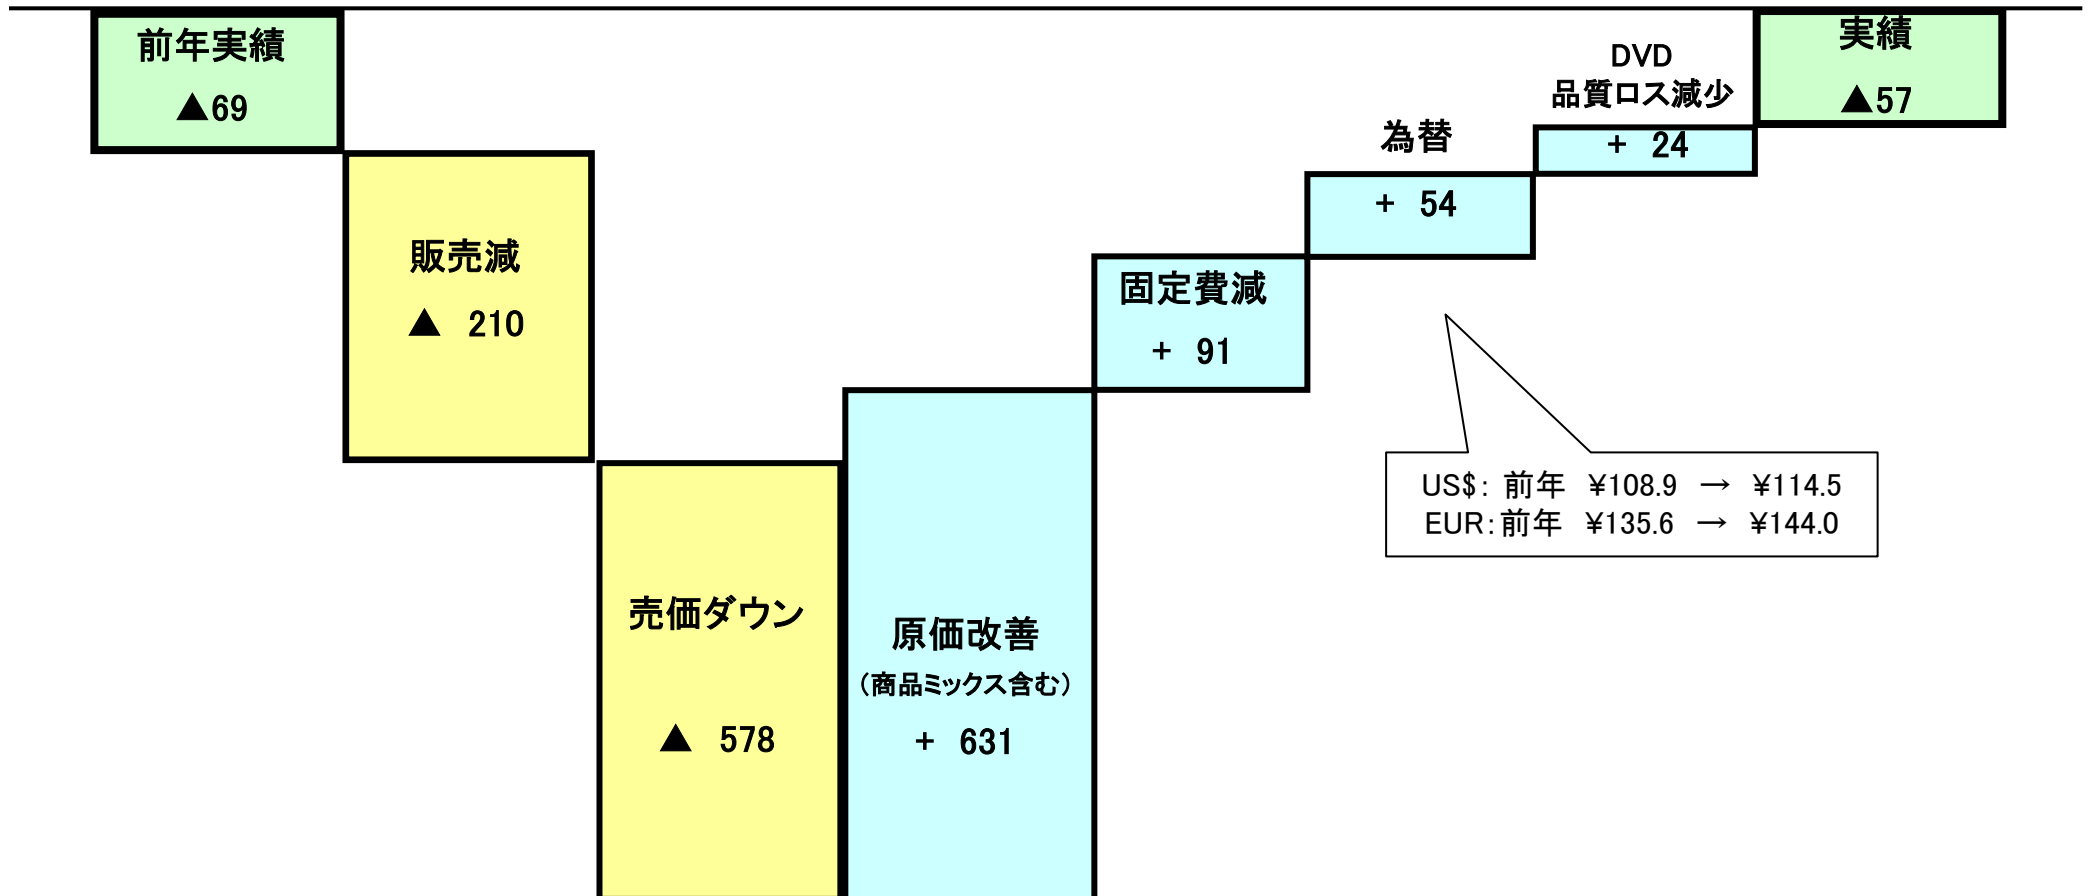 前年実績
▲69
販売減
▲ 210
売価ダウン
▲ 578
原価改善
（商品ミックス含む）
+ 631
固定費減
+ 91
為替
+ 54
DVD
品質ロス減少
+ 24
実績
▲57
US$: 前年 ¥108.9 → ¥114.5
EUR:前年 ¥135.6 → ¥144.0